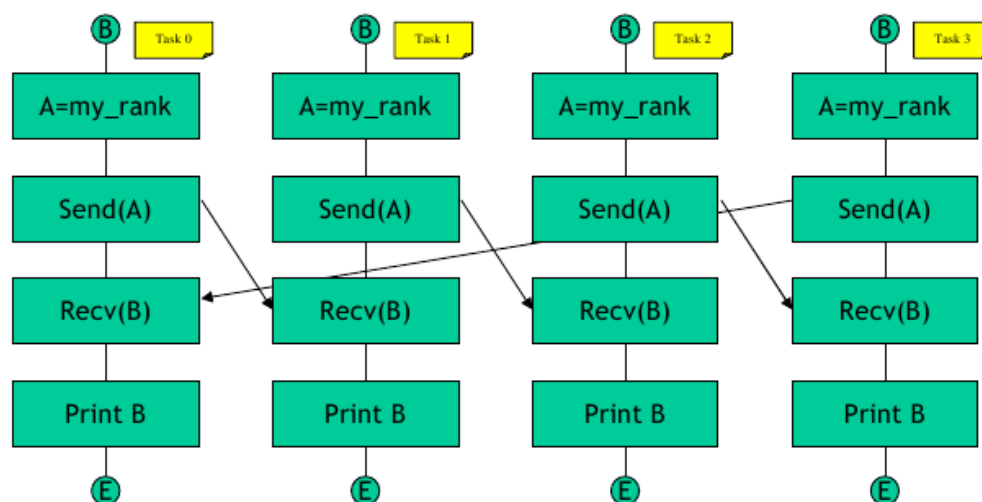 B
Task 0
B
Task 1
B
Task 2
B
Task 3
A=my_rank
A=my_rank
A=my_rank
A=my_rank
Send(A)
Send(A)
Send(A)
Send(A)
Recv(B)
Recv(B)
Recv(B)
Recv(B)
Print B
Print B
Print B
Print B
E
E
E
E